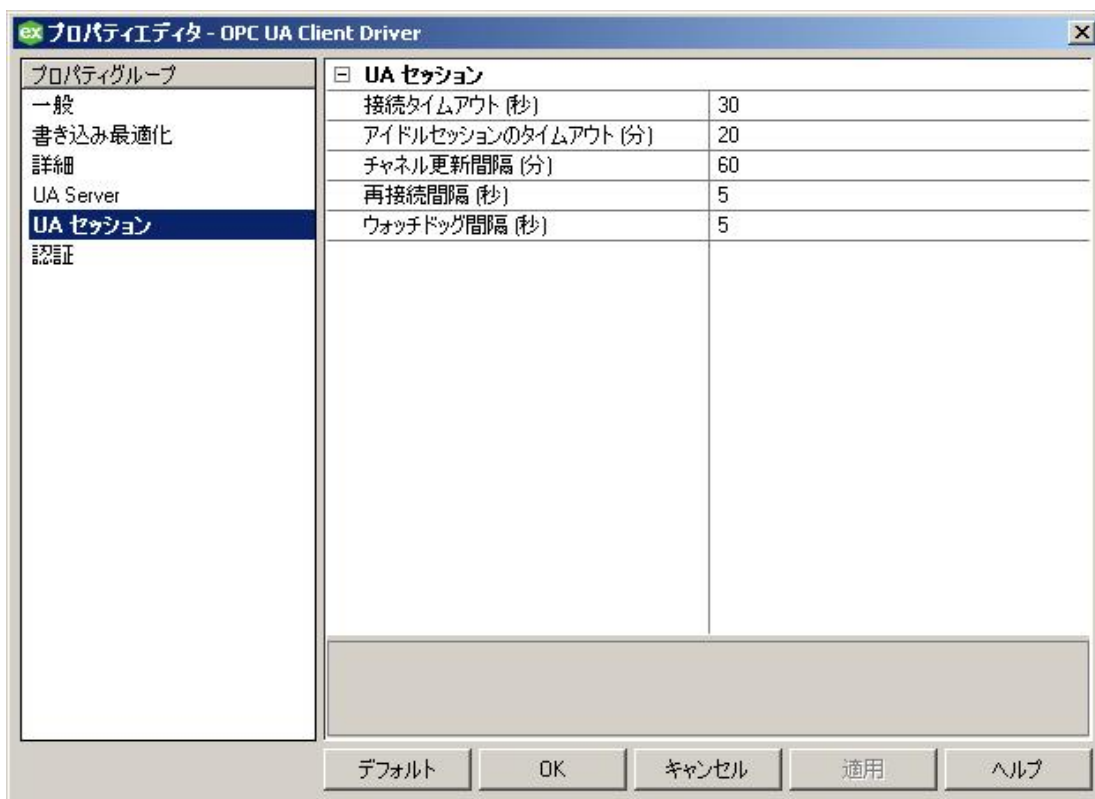 ex プロパティエディタ - OPC UA Client Driver
プロパティグループ
一般
書き込み最適化
詳細
UA Server
UA セッション
認証
UA セッション
接続タイムアウト (秒) 30
アイドルセッションのタイムアウト (分) 20
チャネル更新間隔 (分) 60
再接続間隔 (秒) 5
ウォッチドッグ間隔 (秒) 5
デフォルト OK キャンセル 適用 ヘルプ